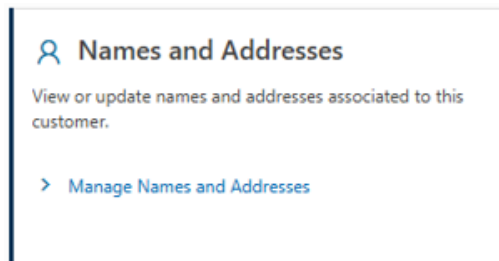 Names and Addresses
View or update names and addresses associated to this
customer.
Manage Names and Addresses